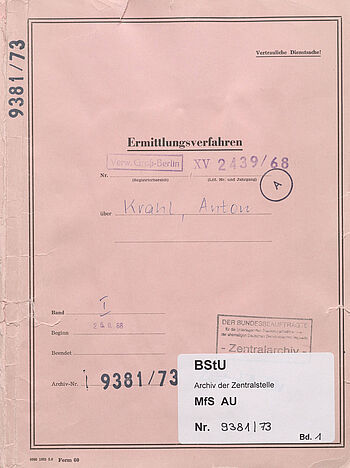 9381/73
Vertrauliche Dienstsache!
Ermittlungsverfahren
Nr. Verw. Groß-Berlin / XV 2439/68
(Registrierbereich) (Lfd. Nr. und Jahrgang)
A
über Krahl, Anton
Band I
Beginn 68
Beendet
Archiv-Nr. 9381/73
DER BUNDESBEAUFTRAGTE
- Zentralarchiv -
BStU
Archiv der Zentralstelle
MfS AU
Nr. 9381/73
Bd. 1
Form 60